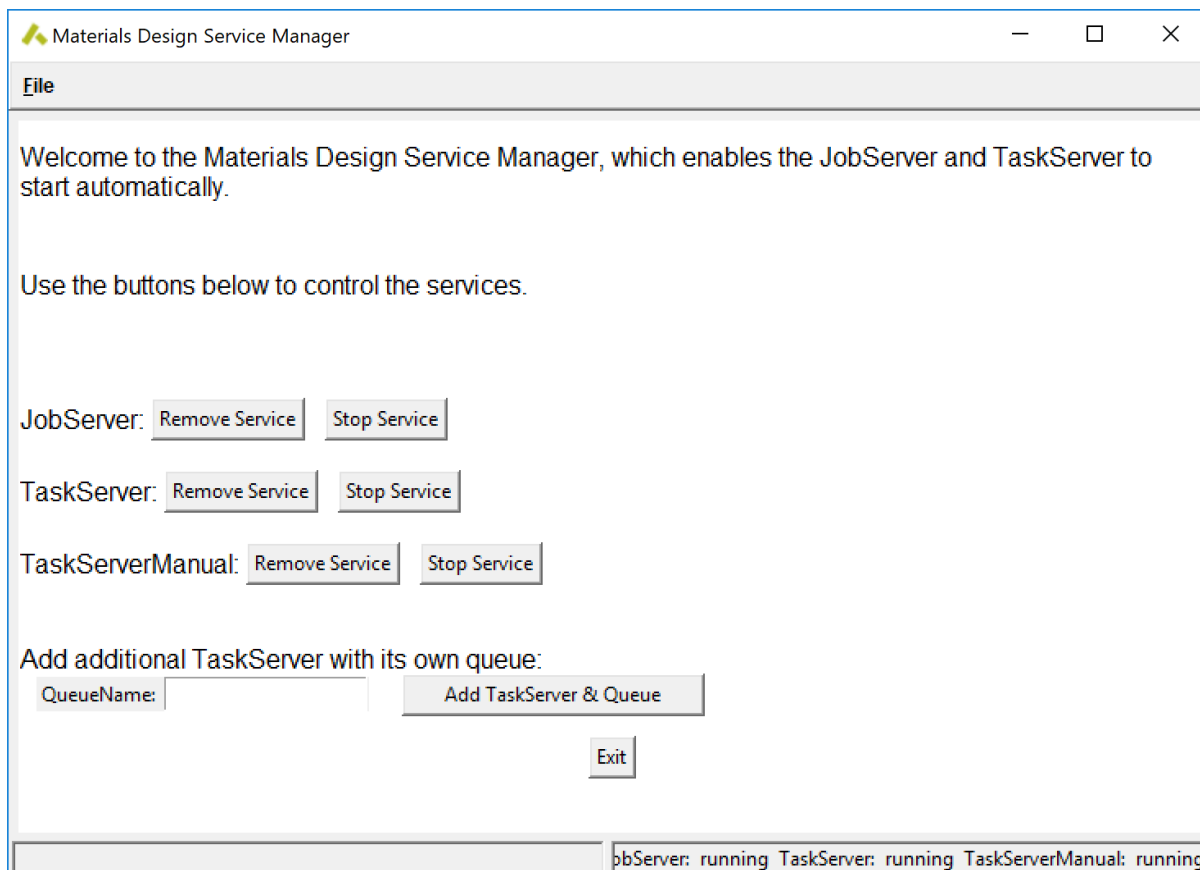 Materials Design Service Manager
File
Welcome to the Materials Design Service Manager, which enables the JobServer and TaskServer to
start automatically.
Use the buttons below to control the services.
JobServer: Remove Service Stop Service
TaskServer: Remove Service Stop Service
TaskServerManual: Remove Service Stop Service
Add additional TaskServer with its own queue:
QueueName: Add TaskServer & Queue
Exit
obServer: running TaskServer: running TaskServerManual: running